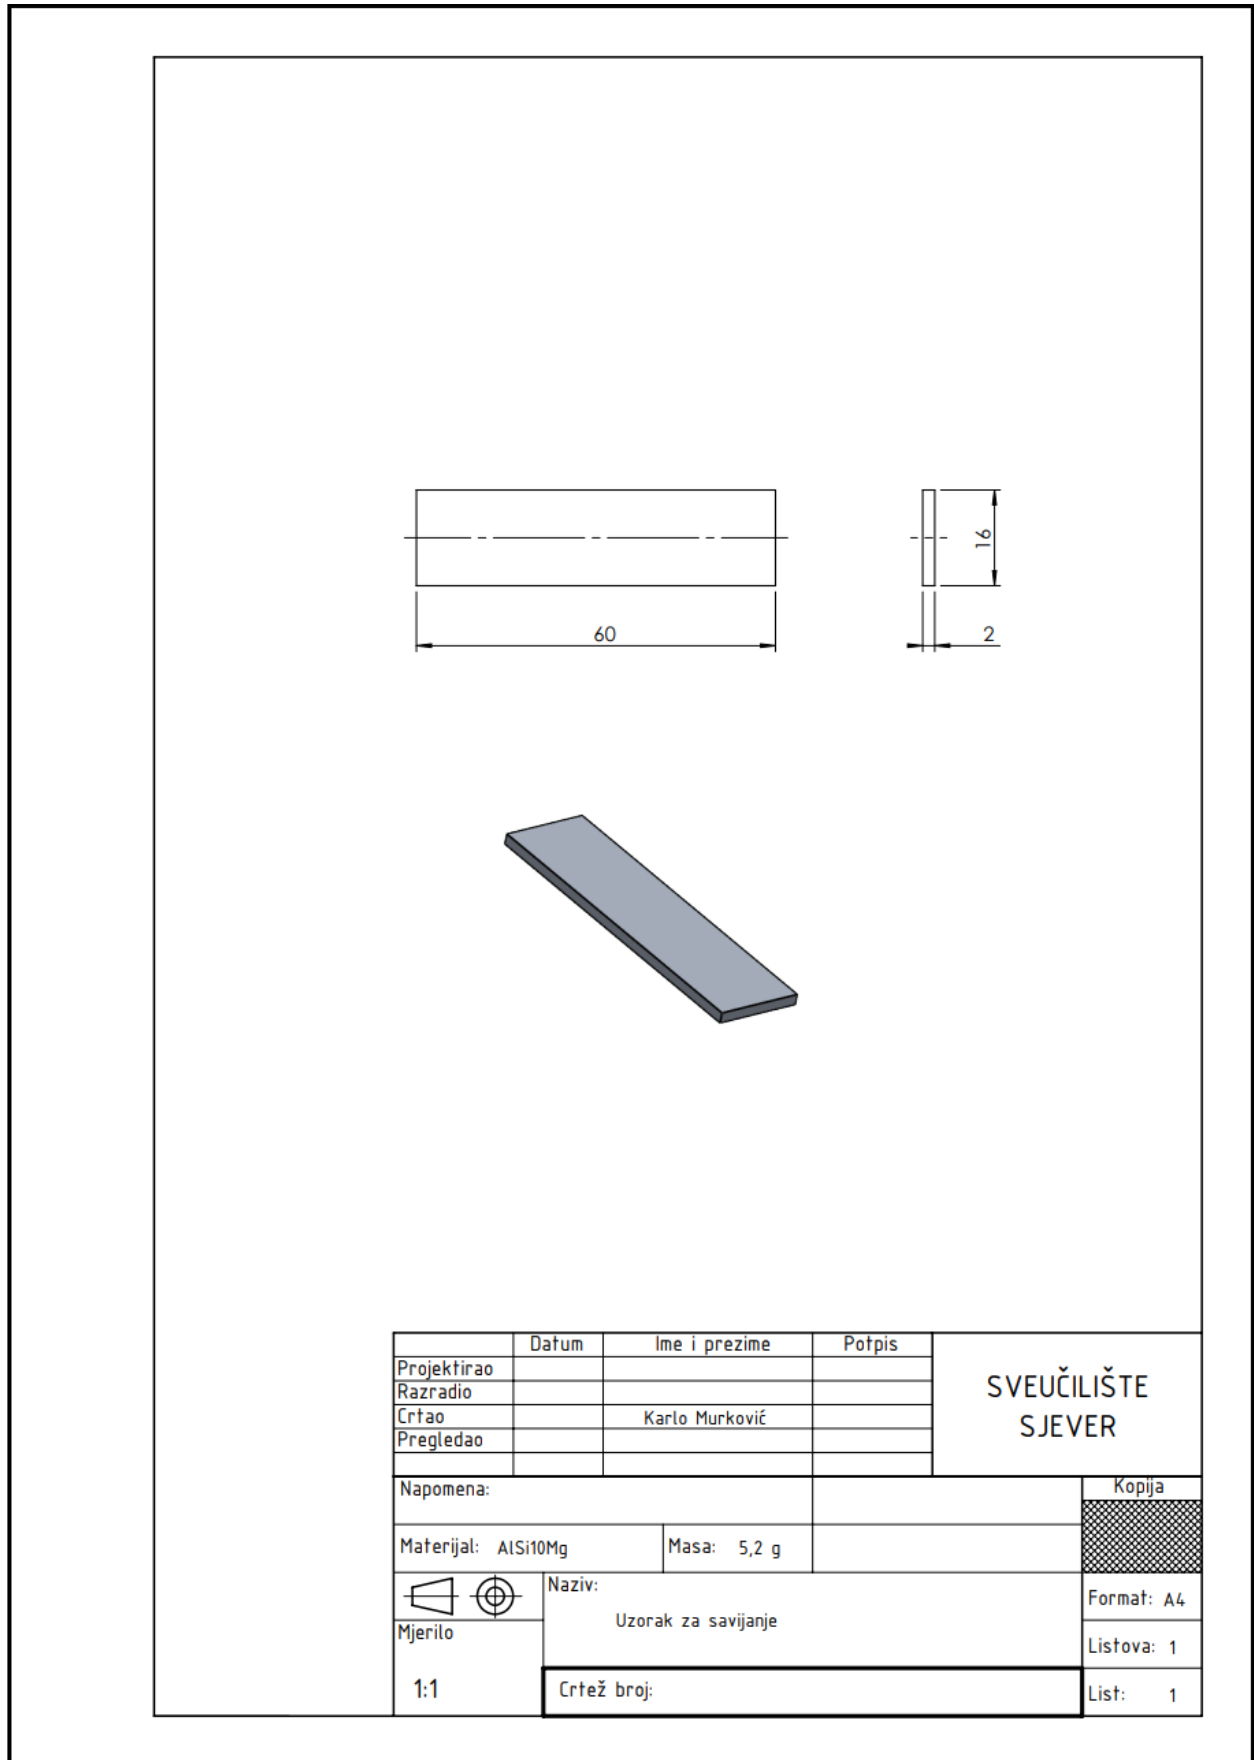 16
60
2
Datum Ime i prezime Potpis
Projektirao
Razradio
Crtao Karlo Murković
Pregledao
SVEUČILIŠTE
SJEVER
Napomena:
Kopija
Materijal: AlSi10Mg Masa: 5,2 g
Naziv:
Uzorak za savijanje
Format: A4
Mjerilo
1:1
Listova: 1
Crtež broj:
List: 1